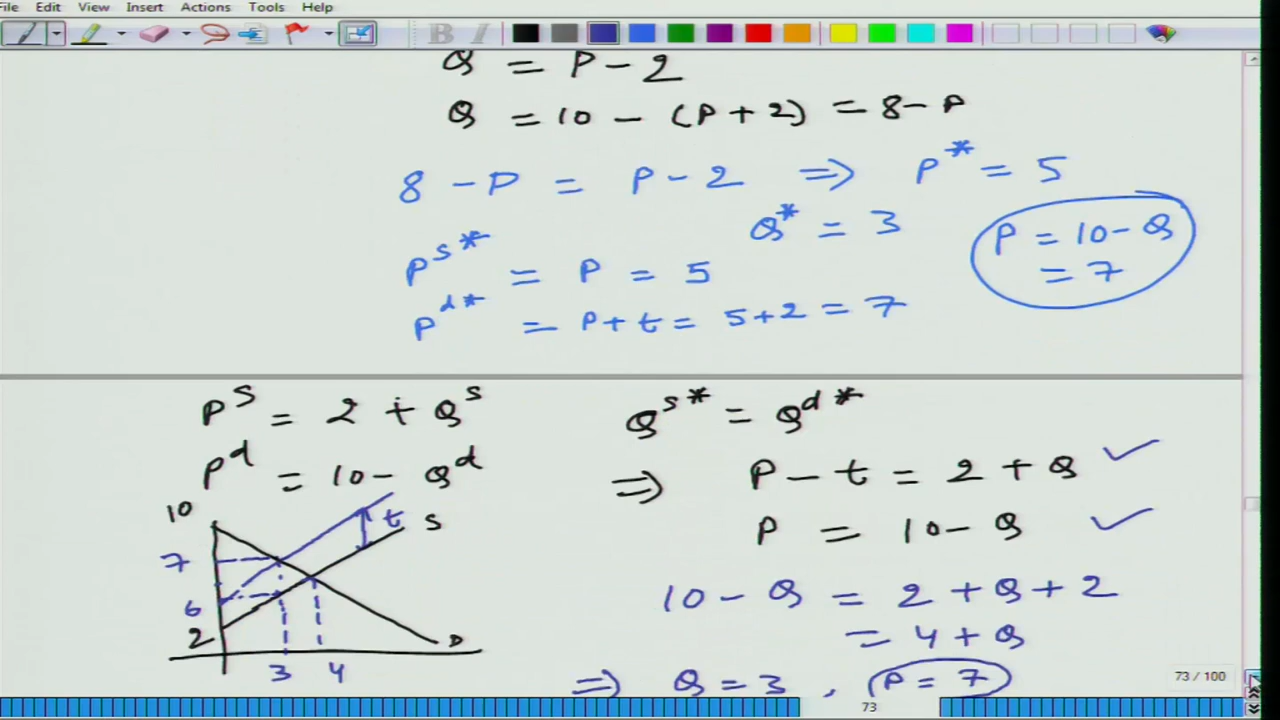 File Edit View Insert Actions Tools Help
B I
Q = P - 2
Q = 10 - (P + 2) = 8 - P
8 - P = P - 2 ⇒ P* = 5
Q* = 3
P = 10 - Q
= 7
P^s* = P = 5
P^d* = P + t = 5 + 2 = 7
P^s = 2 + Q^s
P^d = 10 - Q^d
10
7
6
2
t
S
D
3 4
Q^s* = Q^d*
⇒ P - t = 2 + Q ✓
P = 10 - Q ✓
10 - Q = 2 + Q + 2
= 4 + Q
⇒ Q = 3, P = 7
73 / 100
73